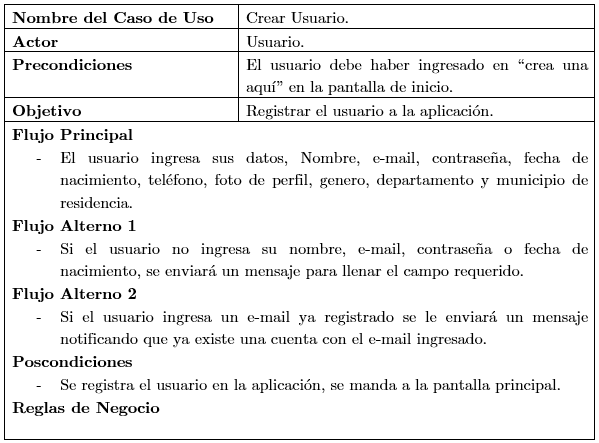 Nombre del Caso de Uso Crear Usuario.
Actor Usuario.
Precondiciones El usuario debe haber ingresado en “crea una
aquí” en la pantalla de inicio.
Objetivo Registrar el usuario a la aplicación.
Flujo Principal
- El usuario ingresa sus datos, Nombre, e-mail, contraseña, fecha de
nacimiento, teléfono, foto de perfil, genero, departamento y municipio de
residencia.
Flujo Alterno 1
- Si el usuario no ingresa su nombre, e-mail, contraseña o fecha de
nacimiento, se enviará un mensaje para llenar el campo requerido.
Flujo Alterno 2
- Si el usuario ingresa un e-mail ya registrado se le enviará un mensaje
notificando que ya existe una cuenta con el e-mail ingresado.
Poscondiciones
- Se registra el usuario en la aplicación, se manda a la pantalla principal.
Reglas de Negocio